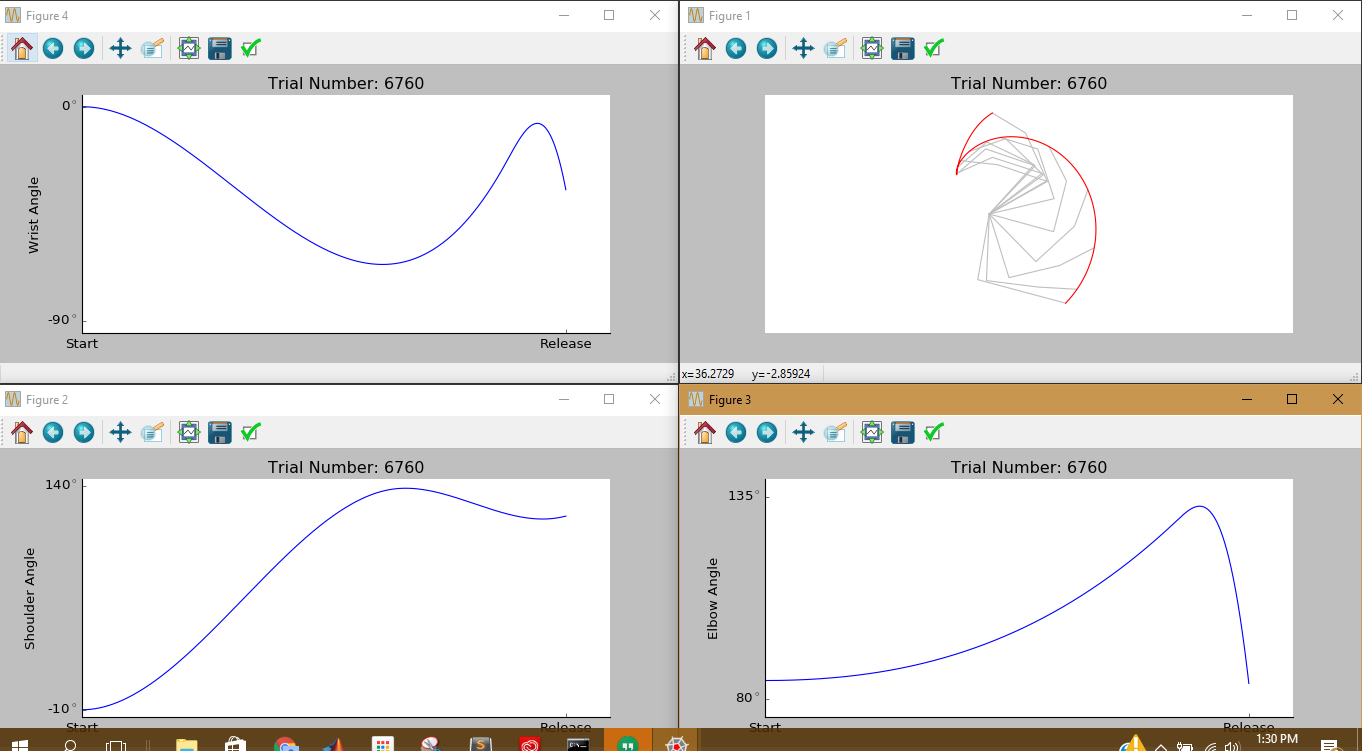 Figure 4
Trial Number: 6760
0°
Wrist Angle
-90°
Start Release
Figure 1
Trial Number: 6760
x=36.2729 y=-2.85924
Figure 2
Trial Number: 6760
140°
Shoulder Angle
-10°
Start Release
Figure 3
Trial Number: 6760
135°
Elbow Angle
80°
Start Release
1:30 PM